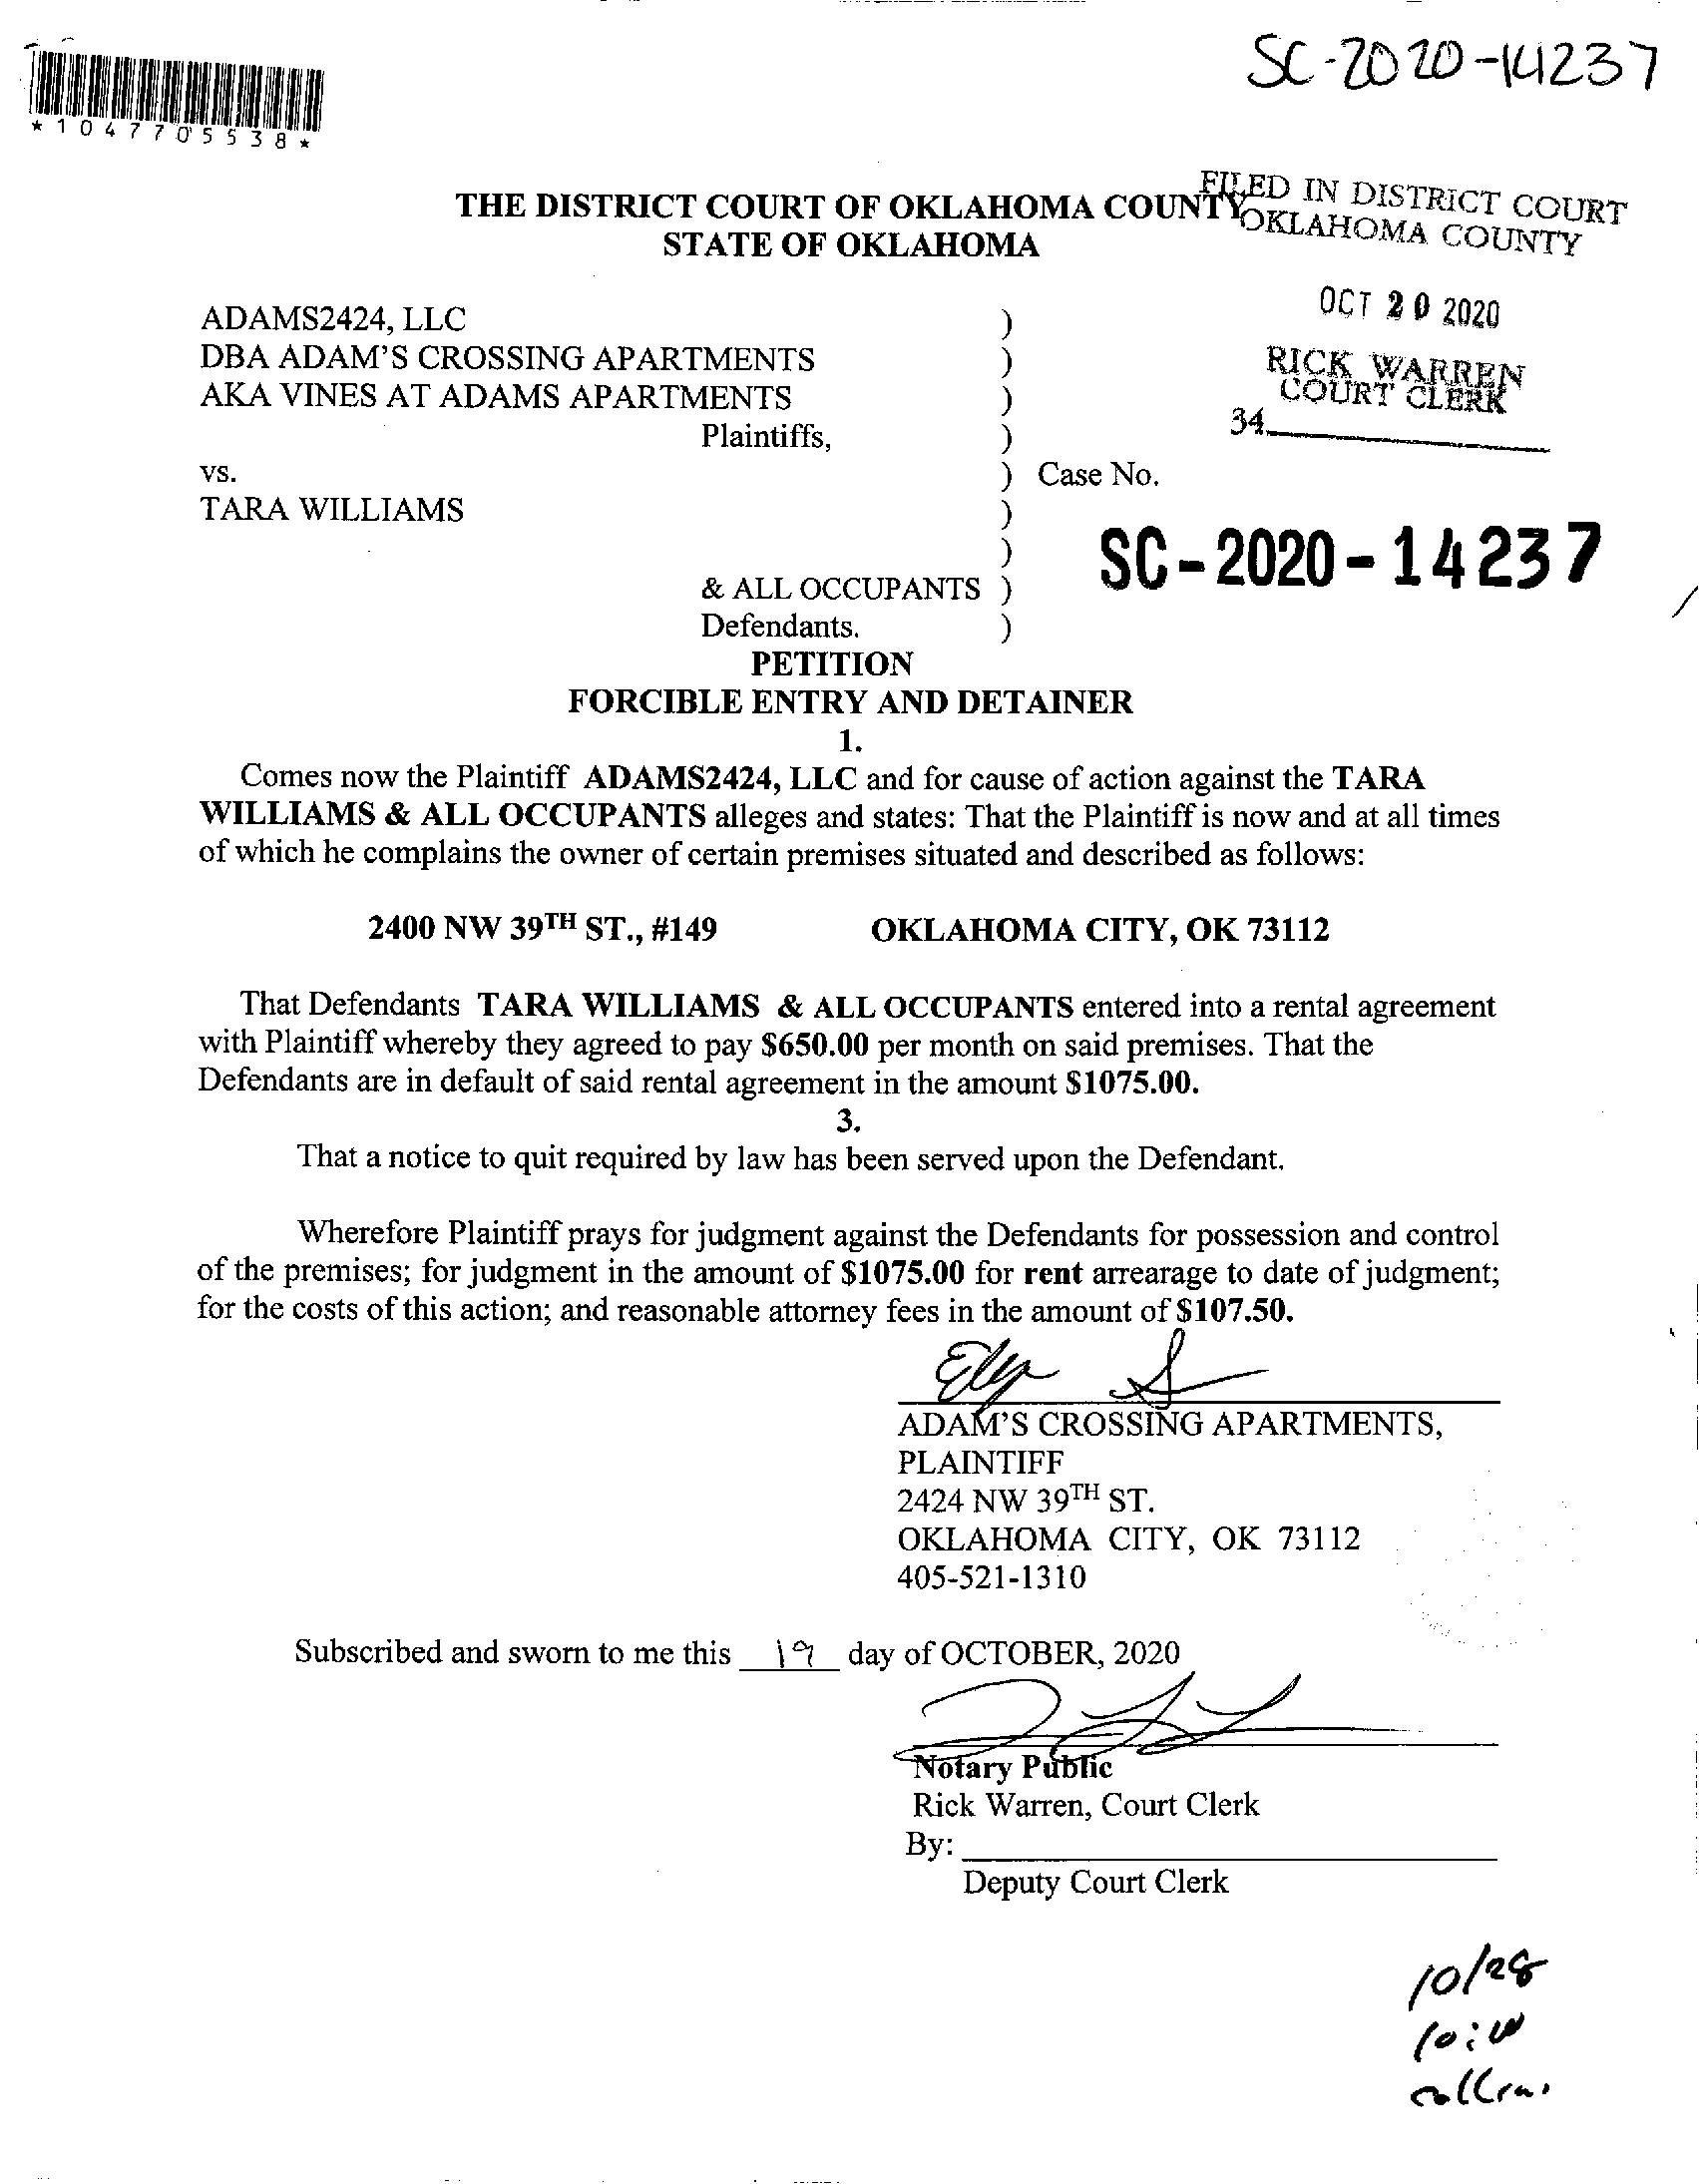 SC-2020-14237
*1047705538*
THE DISTRICT COURT OF OKLAHOMA COUNTY
STATE OF OKLAHOMA
FILED IN DISTRICT COURT
OKLAHOMA COUNTY
OCT 20 2020
RICK WARREN
COURT CLERK
34
ADAMS2424, LLC )
DBA ADAM'S CROSSING APARTMENTS )
AKA VINES AT ADAMS APARTMENTS )
Plaintiffs, )
vs. ) Case No.
TARA WILLIAMS )
)
SC-2020-14237
& ALL OCCUPANTS )
Defendants. )
PETITION
FORCIBLE ENTRY AND DETAINER
1.
Comes now the Plaintiff ADAMS2424, LLC and for cause of action against the TARA
WILLIAMS & ALL OCCUPANTS alleges and states: That the Plaintiff is now and at all times
of which he complains the owner of certain premises situated and described as follows:
2400 NW 39TH ST., #149 OKLAHOMA CITY, OK 73112
That Defendants TARA WILLIAMS & ALL OCCUPANTS entered into a rental agreement
with Plaintiff whereby they agreed to pay $650.00 per month on said premises. That the
Defendants are in default of said rental agreement in the amount $1075.00.
3.
That a notice to quit required by law has been served upon the Defendant.
Wherefore Plaintiff prays for judgment against the Defendants for possession and control
of the premises; for judgment in the amount of $1075.00 for rent arrearage to date of judgment;
for the costs of this action; and reasonable attorney fees in the amount of $107.50.
ADAM'S CROSSING APARTMENTS,
PLAINTIFF
2424 NW 39TH ST.
OKLAHOMA CITY, OK 73112
405-521-1310
Subscribed and sworn to me this 19 day of OCTOBER, 2020
Notary Public
Rick Warren, Court Clerk
By:
Deputy Court Clerk
10/28